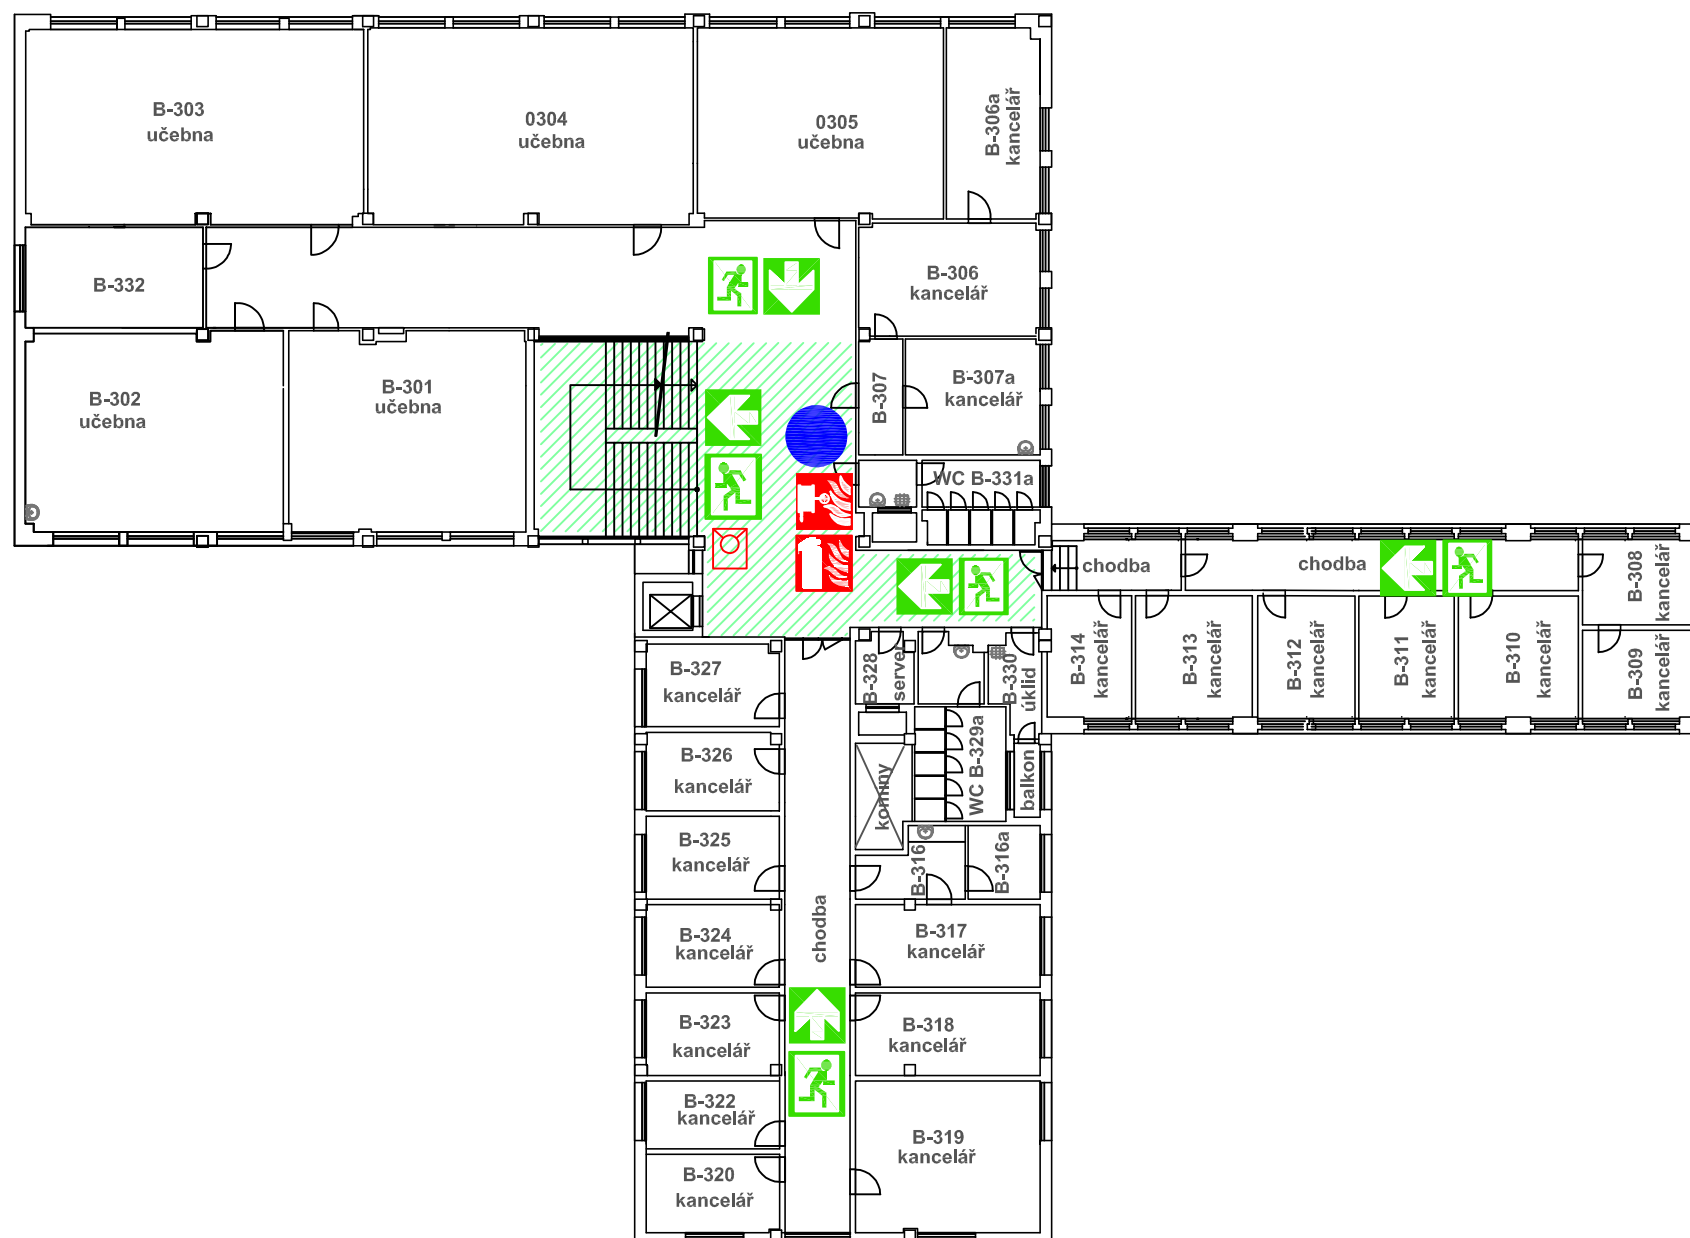 B-303
učebna
0304
učebna
0305
učebna
B-306a
kancelář
B-332
B-306
kancelář
B-302
učebna
B-301
učebna
B-307
B-307a
kancelář
WC B-331a
chodba
chodba
B-308
kancelář
B-314
kancelář
B-313
kancelář
B-312
kancelář
B-311
kancelář
B-310
kancelář
B-309
kancelář
B-327
kancelář
B-328
server
B-330
úklid
B-326
kancelář
komíny
WC B-329a
balkon
B-325
kancelář
B-316
B-316a
B-324
kancelář
chodba
B-317
kancelář
B-323
kancelář
B-318
kancelář
B-322
kancelář
B-319
kancelář
B-320
kancelář